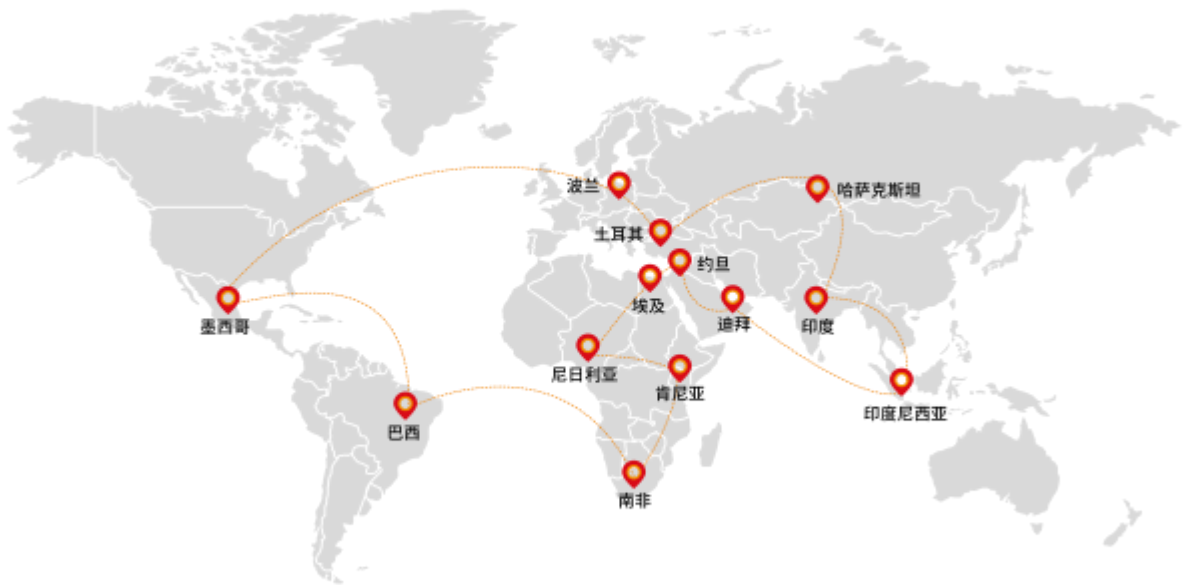 波兰
哈萨克斯坦
土耳其
约旦
埃及
迪拜
墨西哥
印度
尼日利亚
肯尼亚
印度尼西亚
巴西
南非